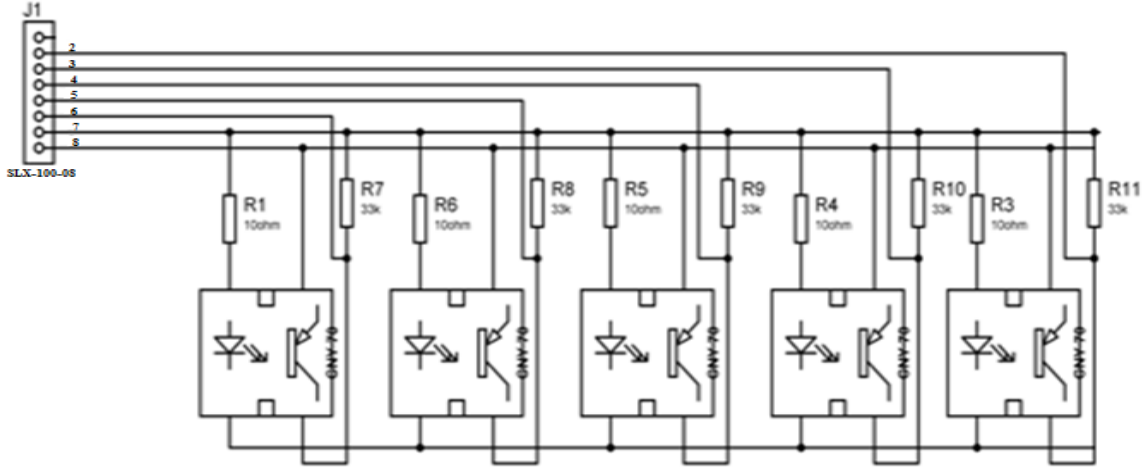 J1
2
3
4
5
6
7
8
SLX-100-08
R1
10ohm
R7
33k
R6
10ohm
R8
33k
R5
10ohm
R9
33k
R4
10ohm
R10
33k
R3
10ohm
R11
33k
CNY 70
CNY 70
CNY 70
CNY 70
CNY 70